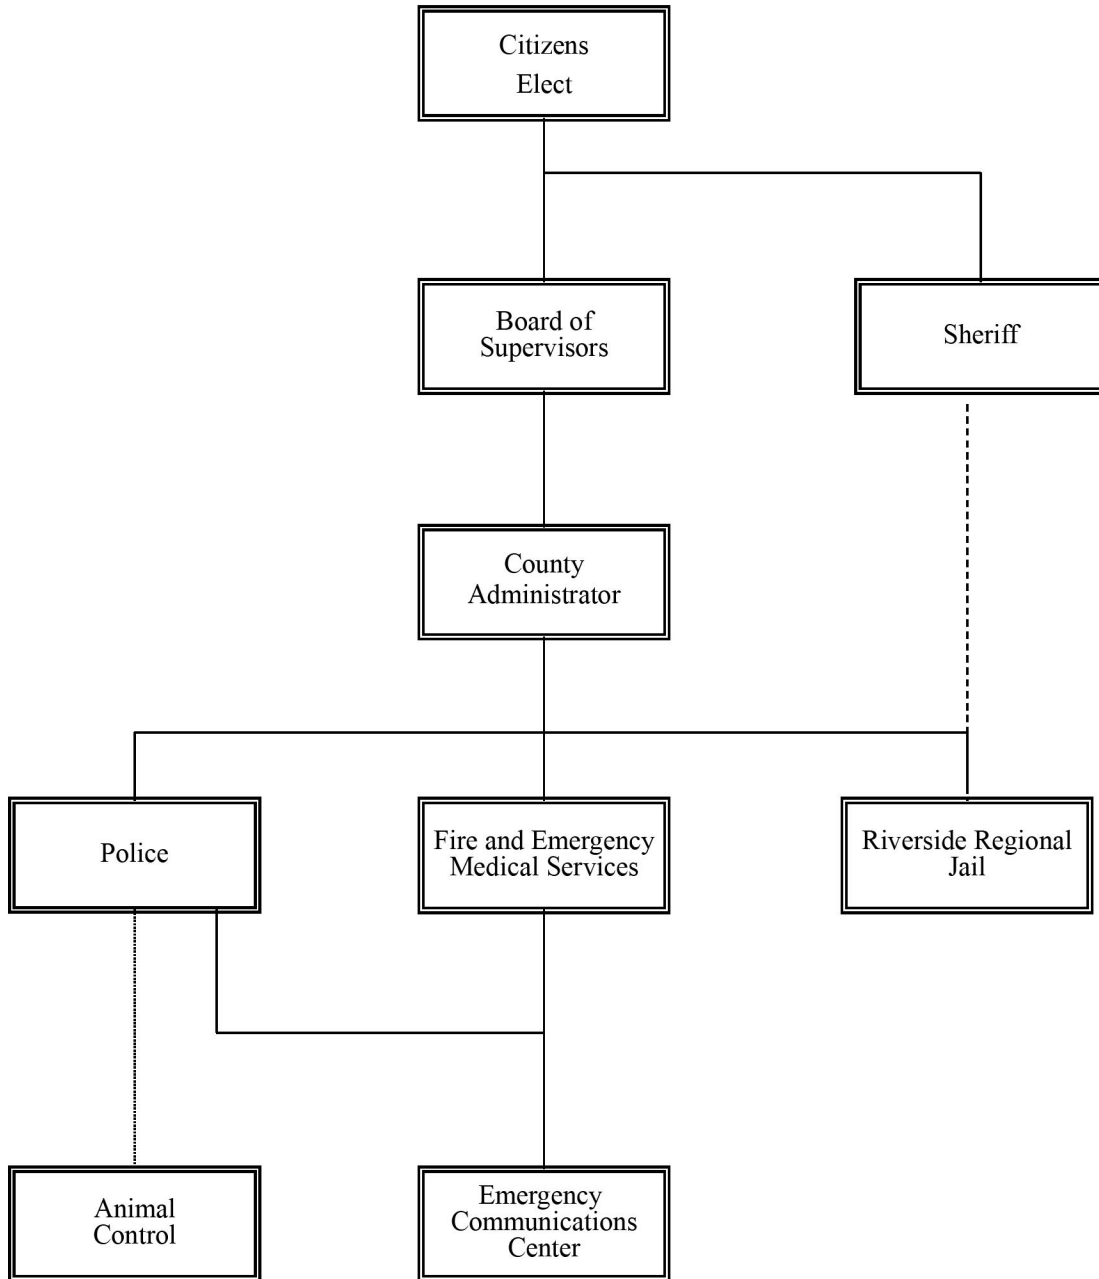 Citizens
Elect
Board of
Supervisors
Sheriff
County
Administrator
Police
Fire and Emergency
Medical Services
Riverside Regional
Jail
Animal
Control
Emergency
Communications
Center